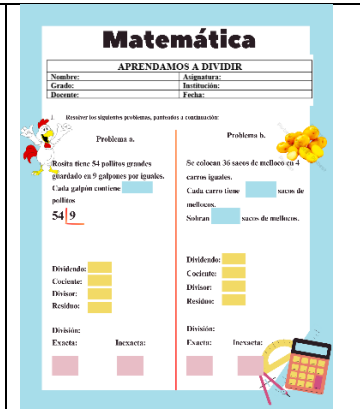 Matemática
APRENDAMOS A DIVIDIR
Nombre: Asignatura:
Grado: Institución:
Docente: Fecha:
Resolver los siguientes problemas, planteados a continuación:
Problema a.
Rosita tiene 54 pollitos grandes
guardado en 9 galpones por iguales.
Cada galpón contiene
pollitos
54 9
Dividendo:
Cociente:
Divisor:
Residuo:
División:
Exacta: Inexacta:
Problema b.
Se colocan 36 sacos de melloco en 4
carros iguales.
Cada carro tiene sacos de
mellocos.
Sobran sacos de mellocos.
Dividendo:
Cociente:
Divisor:
Residuo:
División:
Exacta: Inexacta: